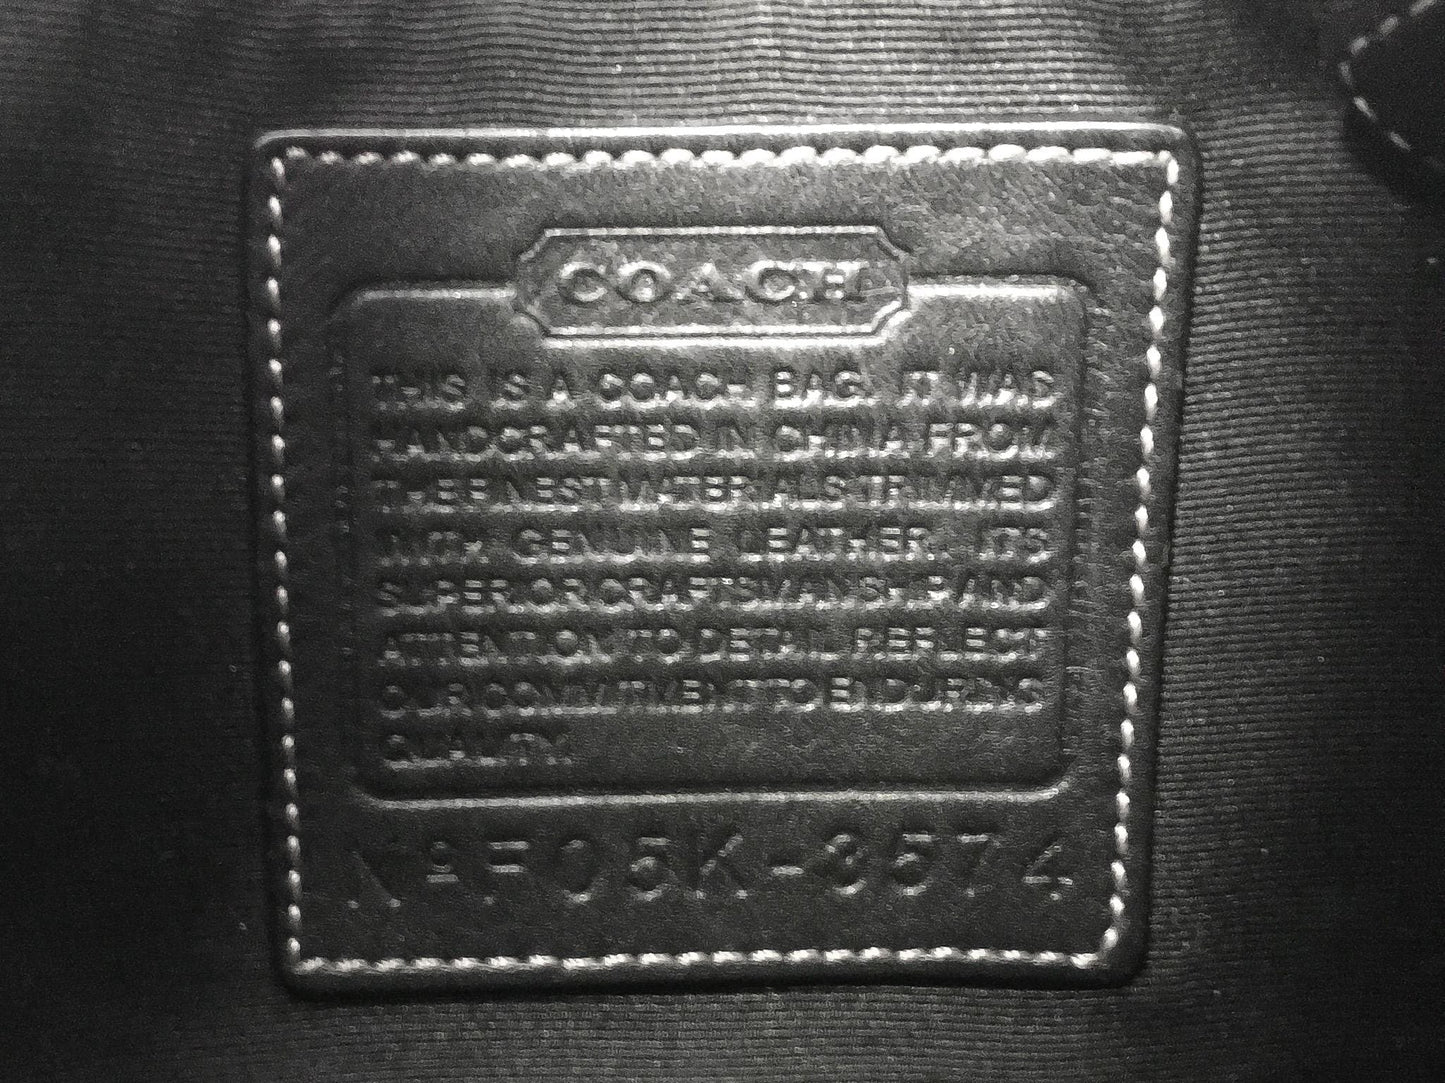 COACH
THIS IS A COACH BAG. IT WAS
HANDCRAFTED IN CHINA FROM
THE FINEST MATERIALS TRIMMED
WITH GENUINE LEATHER. ITS
SUPERIOR CRAFTSMANSHIP AND
ATTENTION TO DETAIL REFLECT
OUR COMMITMENT TO ENDURING
QUALITY.
Nº F05K-3574